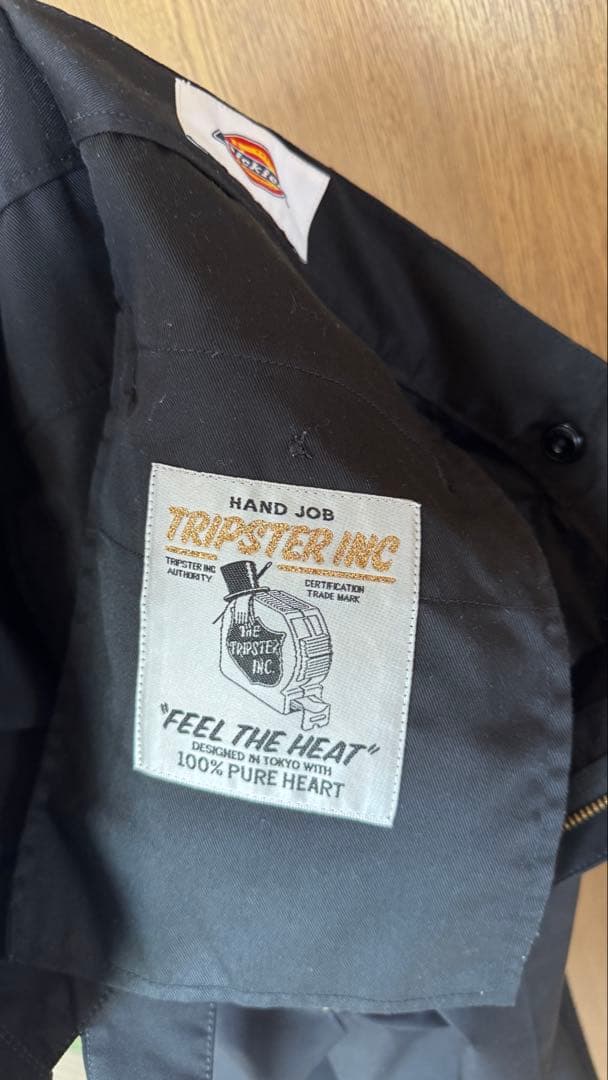 Dickies
HAND JOB
TRIPSTER INC
TRIPSTER INC
AUTHORITY
CERTIFICATION
TRADE MARK
THE
TRIPSTER
INC.
"FEEL THE HEAT"
DESIGNED IN TOKYO WITH
100% PURE HEART